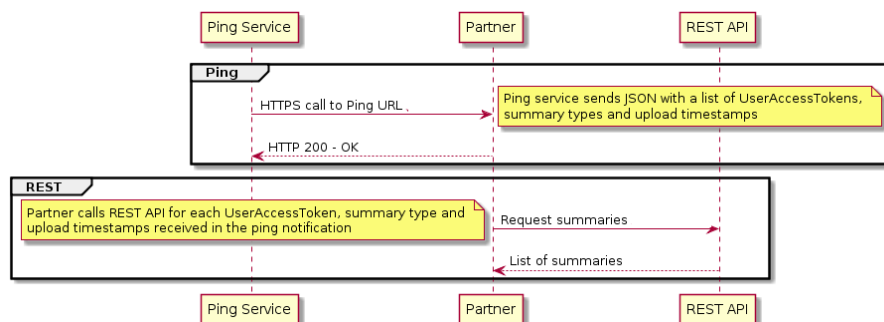 Ping Service
Partner
REST API
Ping
HTTPS call to Ping URL、
Ping service sends JSON with a list of UserAccessTokens,
summary types and upload timestamps
HTTP 200 - OK
REST
Partner calls REST API for each UserAccessToken, summary type and
upload timestamps received in the ping notification
Request summaries
List of summaries
Ping Service
Partner
REST API